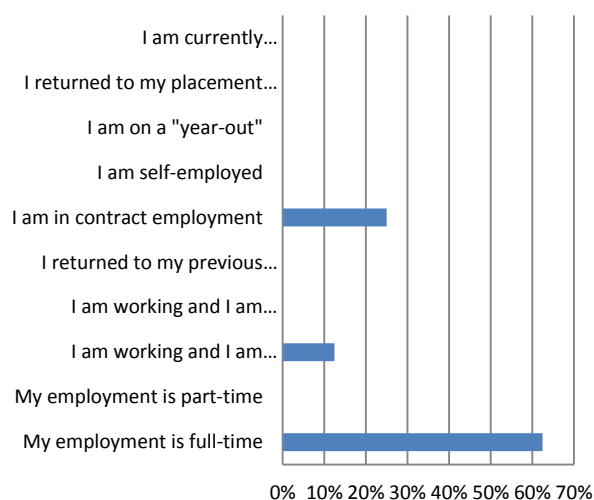 I am currently…
I returned to my placement…
I am on a "year-out"
I am self-employed
I am in contract employment
I returned to my previous…
I am working and I am…
I am working and I am…
My employment is part-time
My employment is full-time
0% 10% 20% 30% 40% 50% 60% 70%